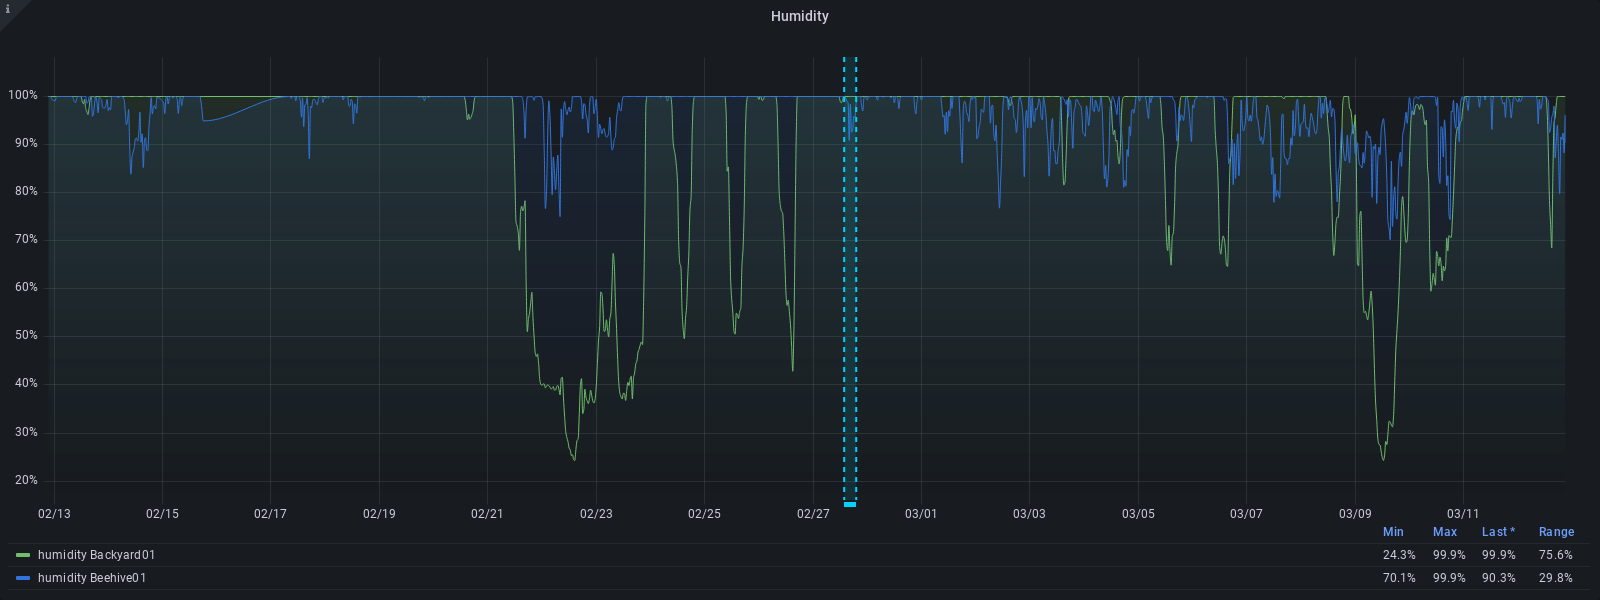 i
Humidity
100%
90%
80%
70%
60%
50%
40%
30%
20%
02/13 02/15 02/17 02/19 02/21 02/23 02/25 02/27 03/01 03/03 03/05 03/07 03/09 03/11
Min Max Last * Range
humidity Backyard01 24.3% 99.9% 99.9% 75.6%
humidity Beehive01 70.1% 99.9% 90.3% 29.8%